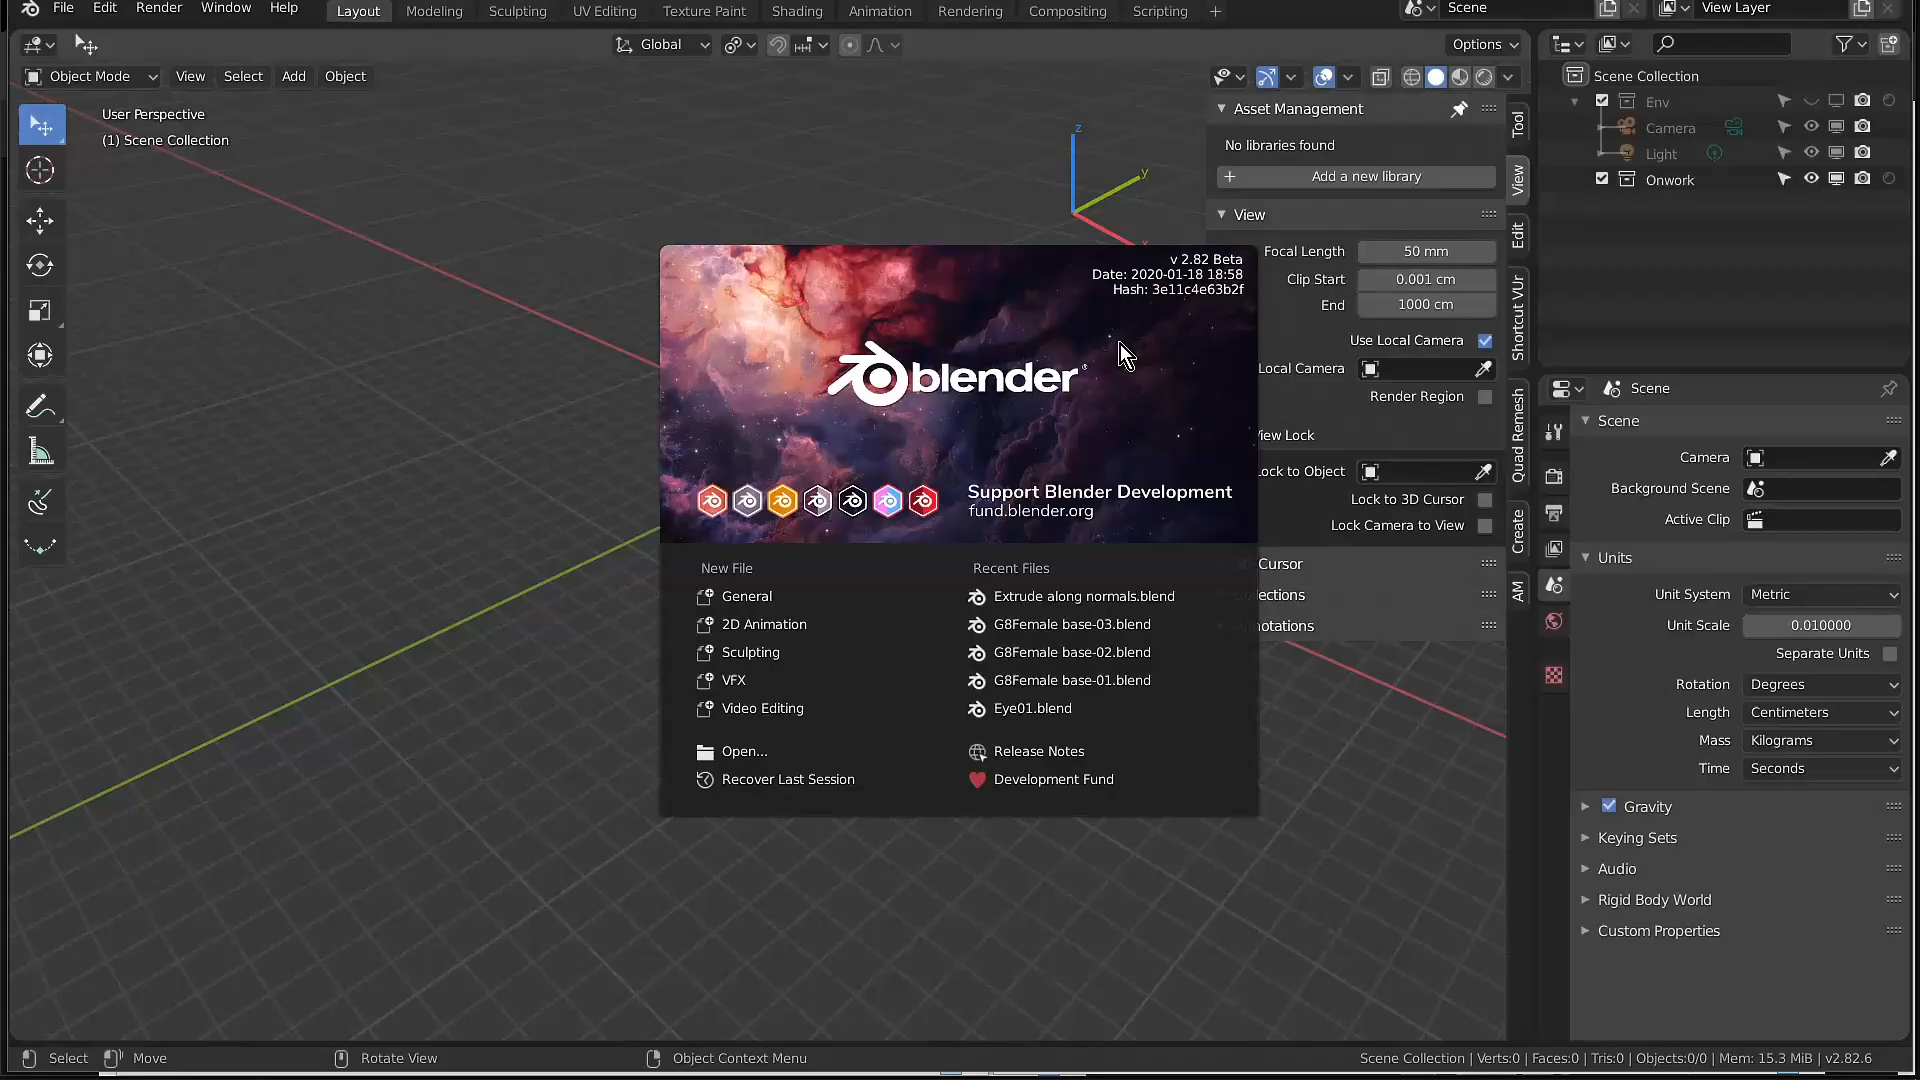 File Edit Render Window Help Layout Modeling Sculpting UV Editing Texture Paint Shading Animation Rendering Compositing Scripting + Scene View Layer
Global Options
Object Mode View Select Add Object
User Perspective
(1) Scene Collection
z
y
Asset Management
No libraries found
+ Add a new library
View
Focal Length 50 mm
Clip Start 0.001 cm
End 1000 cm
Use Local Camera
Local Camera
Render Region
View Lock
Lock to Object
Lock to 3D Cursor
Lock Camera to View
Cursor
Tool
View
Edit
Shortcut VUr
Quad Remesh
Create
AM
v 2.82 Beta
Date: 2020-01-18 18:58
Hash: 3e11c4e63b2f
blender
Support Blender Development
fund.blender.org
New File
General
2D Animation
Sculpting
VFX
Video Editing
Open...
Recover Last Session
Recent Files
Extrude along normals.blend
G8Female base-03.blend
G8Female base-02.blend
G8Female base-01.blend
Eye01.blend
Release Notes
Development Fund
Scene Collection
Env
Camera
Light
Onwork
Scene
Scene
Camera
Background Scene
Active Clip
Units
Unit System Metric
Unit Scale 0.010000
Separate Units
Rotation Degrees
Length Centimeters
Mass Kilograms
Time Seconds
Gravity
Keying Sets
Audio
Rigid Body World
Custom Properties
Select Move Rotate View Object Context Menu Scene Collection | Verts:0 | Faces:0 | Tris:0 | Objects:0/0 | Mem: 15.3 MiB | v2.82.6